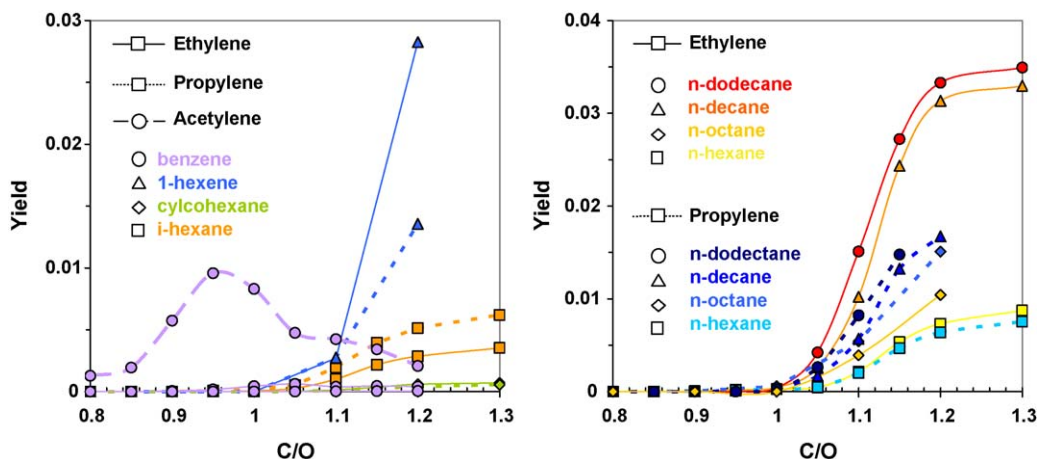 0.03
0.02
0.01
0
Yield
0.8
0.9
1
1.1
1.2
1.3
C/O
Ethylene
Propylene
Acetylene
benzene
1-hexene
cylcohexane
i-hexane
0.04
0.03
0.02
0.01
0
Yield
0.8
0.9
1
1.1
1.2
1.3
C/O
Ethylene
n-dodecane
n-decane
n-octane
n-hexane
Propylene
n-dodectane
n-decane
n-octane
n-hexane